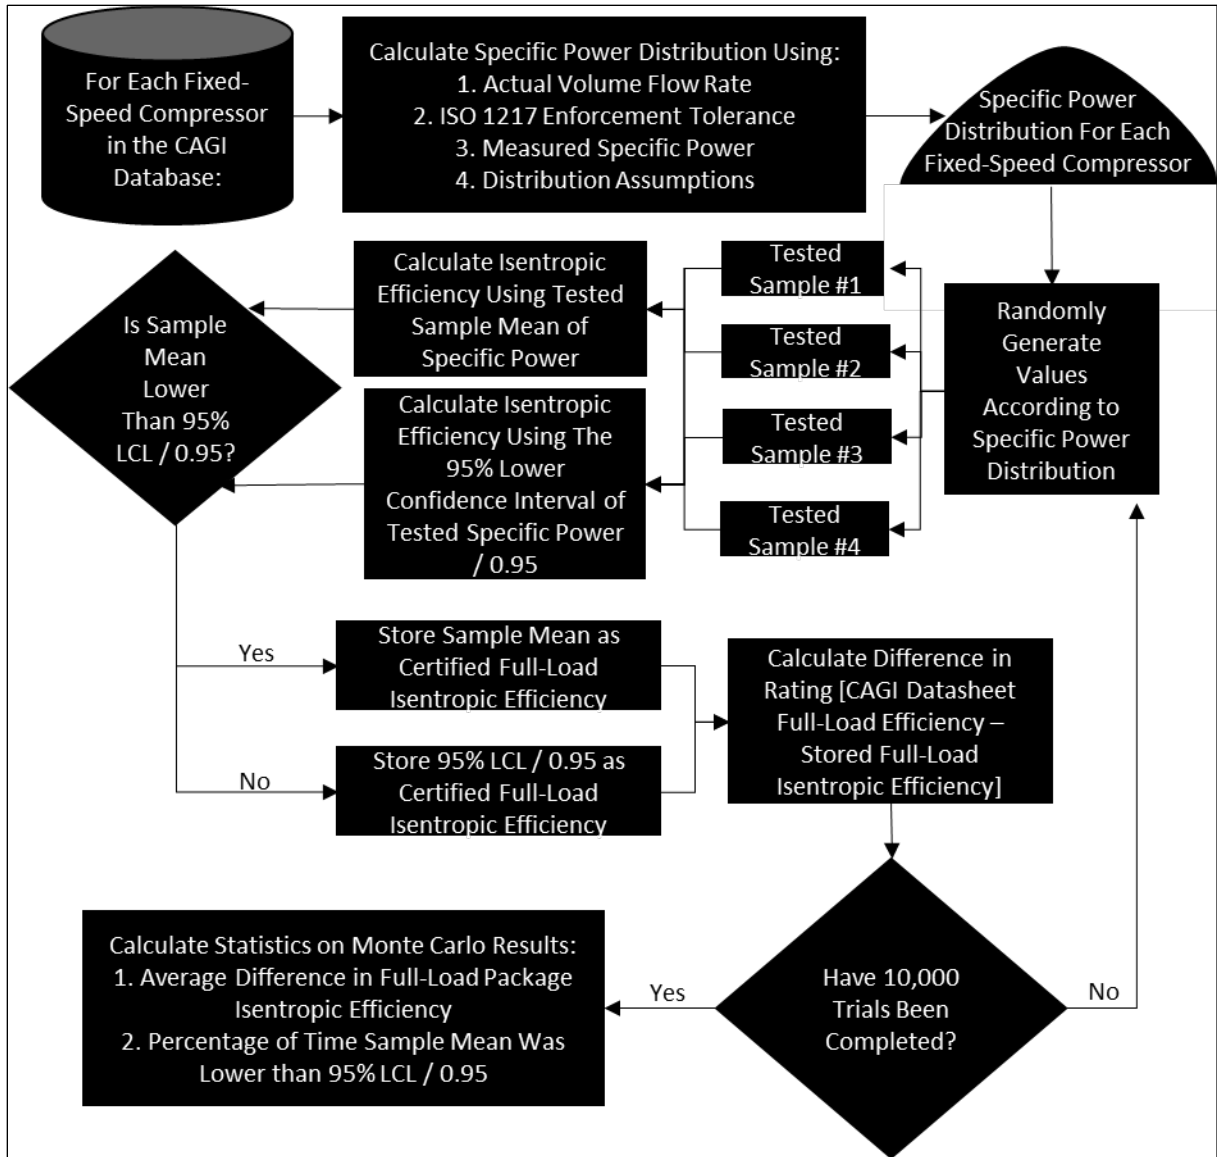 For Each Fixed-
Speed Compressor
in the CAGI
Database:
Calculate Specific Power Distribution Using:
1. Actual Volume Flow Rate
2. ISO 1217 Enforcement Tolerance
3. Measured Specific Power
4. Distribution Assumptions
Specific Power
Distribution For Each
Fixed-Speed Compressor
Randomly
Generate
Values
According to
Specific Power
Distribution
Tested
Sample #1
Tested
Sample #2
Tested
Sample #3
Tested
Sample #4
Calculate Isentropic
Efficiency Using Tested
Sample Mean of
Specific Power
Calculate Isentropic
Efficiency Using The
95% Lower
Confidence Interval of
Tested Specific Power
/ 0.95
Is Sample
Mean
Lower
Than 95%
LCL / 0.95?
Yes
Store Sample Mean as
Certified Full-Load
Isentropic Efficiency
No
Store 95% LCL / 0.95 as
Certified Full-Load
Isentropic Efficiency
Calculate Difference in
Rating [CAGI Datasheet
Full-Load Efficiency –
Stored Full-Load
Isentropic Efficiency]
Have 10,000
Trials Been
Completed?
No
Yes
Calculate Statistics on Monte Carlo Results:
1. Average Difference in Full-Load Package
Isentropic Efficiency
2. Percentage of Time Sample Mean Was
Lower than 95% LCL / 0.95